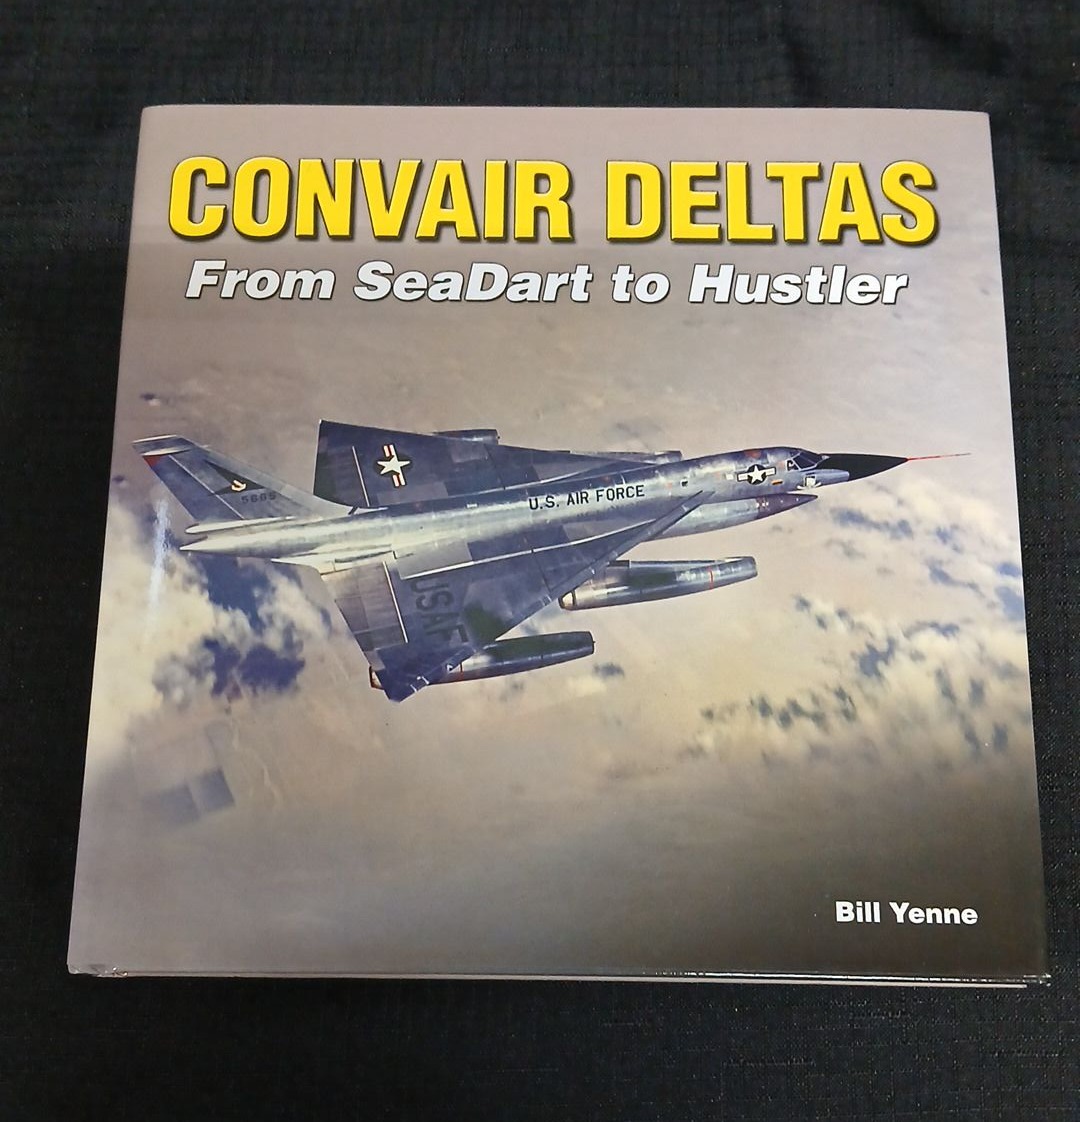 CONVAIR DELTAS
From SeaDart to Hustler
U.S. AIR FORCE
USAF
Bill Yenne